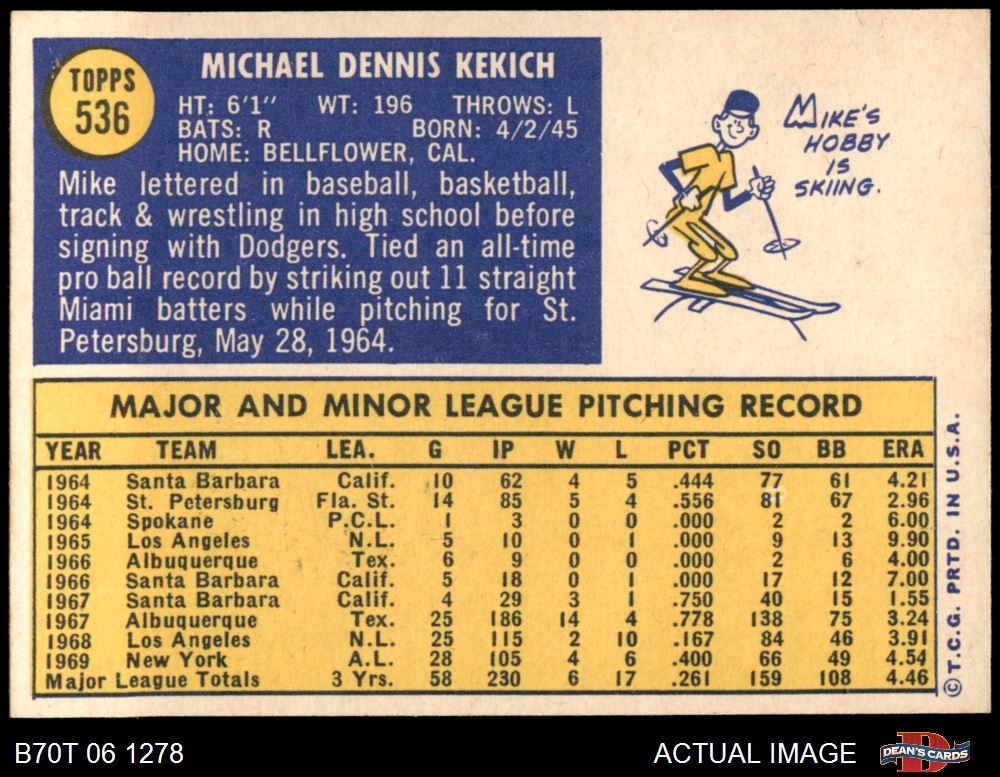 TOPPS
536
MICHAEL DENNIS KEKICH
HT: 6'1" WT: 196 THROWS: L
BATS: R BORN: 4/2/45
HOME: BELLFLOWER, CAL.
Mike lettered in baseball, basketball,
track & wrestling in high school before
signing with Dodgers. Tied an all-time
pro ball record by striking out 11 straight
Miami batters while pitching for St.
Petersburg, May 28, 1964.
MIKE'S
HOBBY
IS
SKIING.
MAJOR AND MINOR LEAGUE PITCHING RECORD
YEAR TEAM LEA. G IP W L PCT SO BB ERA
1964 Santa Barbara Calif. 10 62 4 5 .444 77 61 4.21
1964 St. Petersburg Fla. St. 14 85 5 4 .556 81 67 2.96
1964 Spokane P.C.L. 1 3 0 0 .000 2 2 6.00
1965 Los Angeles N.L. 5 10 0 1 .000 9 13 9.90
1966 Albuquerque Tex. 6 9 0 0 .000 2 6 4.00
1966 Santa Barbara Calif. 5 18 0 1 .000 17 12 7.00
1967 Santa Barbara Calif. 4 29 3 1 .750 40 15 1.55
1967 Albuquerque Tex. 25 186 14 4 .778 138 75 3.24
1968 Los Angeles N.L. 25 115 2 10 .167 84 46 3.91
1969 New York A.L. 28 105 4 6 .400 66 49 4.54
Major League Totals 3 Yrs. 58 230 6 17 .261 159 108 4.46
© T.C.G. PRTD. IN U.S.A.
B70T 06 1278
ACTUAL IMAGE
D
DEAN'S CARDS